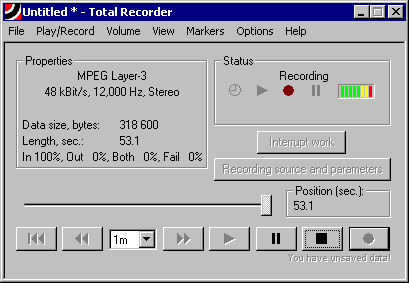 Untitled * - Total Recorder
File Play/Record Volume View Markers Options Help
Properties
MPEG Layer-3
48 kBit/s, 12,000 Hz, Stereo
Data size, bytes: 318 600
Length, sec.: 53.1
In 100%, Out 0%, Both 0%, Fail 0%
Status
Recording
Interrupt work
Recording source and parameters
Position (sec.):
53.1
1m
You have unsaved data!